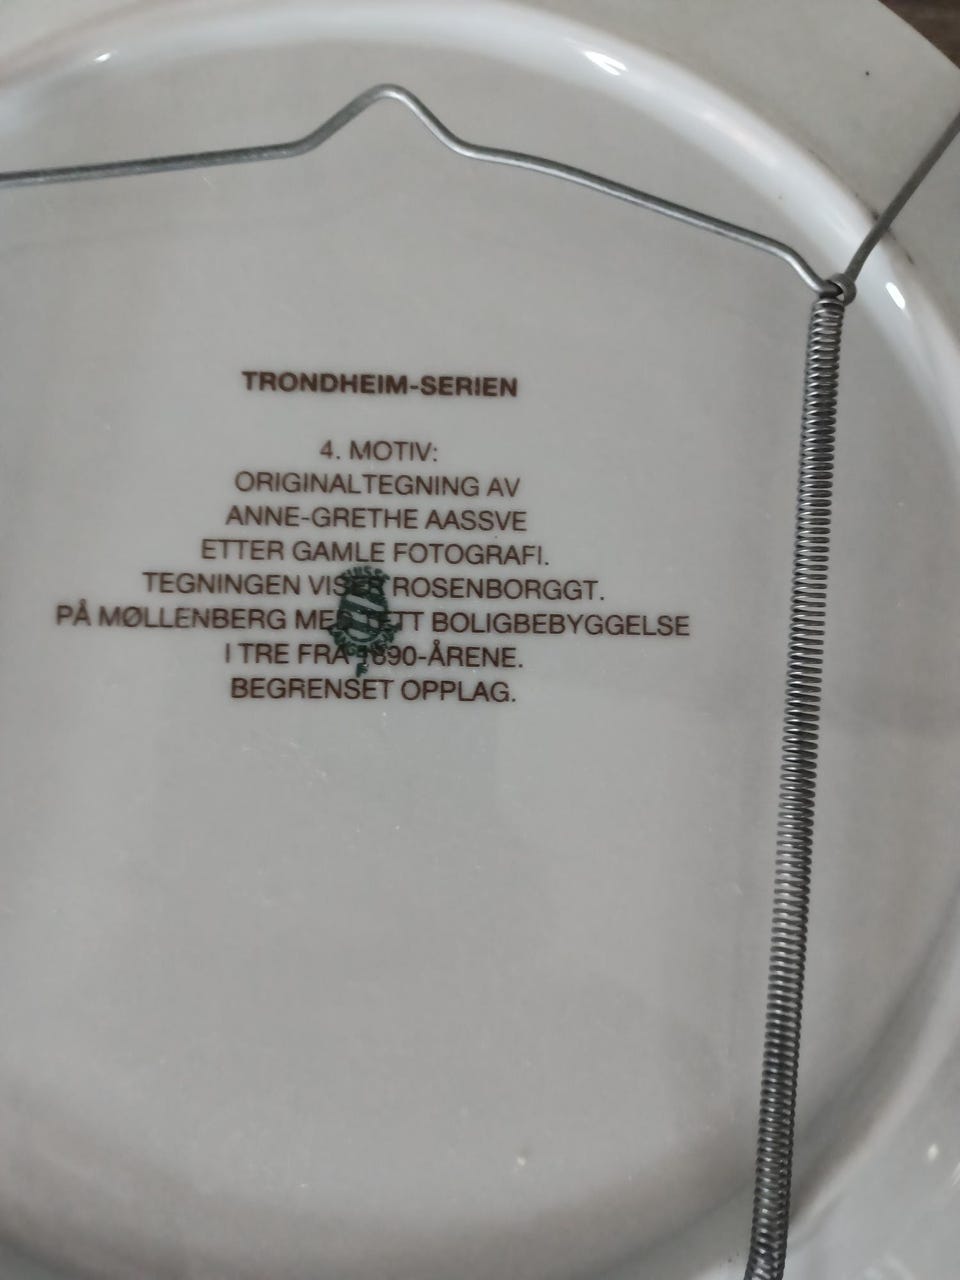 TRONDHEIM-SERIEN
4. MOTIV:
ORIGINALTEGNING AV
ANNE-GRETHE AASSVE
ETTER GAMLE FOTOGRAFI.
TEGNINGEN VISER ROSENBORGGT.
PÅ MØLLENBERG MED TETT BOLIGBEBYGGELSE
I TRE FRA 1890-ÅRENE.
BEGRENSET OPPLAG.